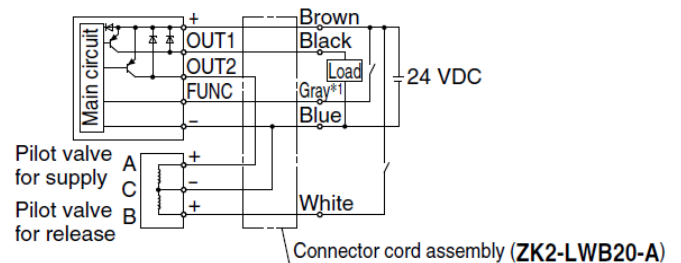 Main circuit
+
OUT1
OUT2
FUNC
−
Brown
Black
Load
Gray*1
Blue
24 VDC
Pilot valve
for supply
A
C
Pilot valve
for release
B
+
−
+
White
Connector cord assembly (ZK2-LWB20-A)